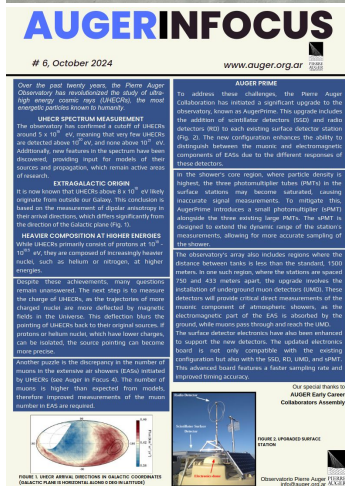 AUGERINFOCUS
# 6, October 2024
www.auger.org.ar
PIERRE
AUGER
Over the past twenty years, the Pierre Auger
Observatory has revolutionized the study of ultra-
high energy cosmic rays (UHECRs), the most
energetic particles known to humanity.
UHECR SPECTRUM MEASUREMENT
The observatory has confirmed a cutoff of UHECRs
around 5 x 10¹⁹ eV, meaning that very few UHECRs
are detected above 10²⁰ eV, and none above 10²¹ eV.
Additionally, new features in the spectrum have been
discovered, providing input for models of their
sources and propagation, which remain active areas
of research.
EXTRAGALATIC ORIGIN
It is now known that UHECRs above 8 x 10¹⁸ eV likely
originate from outside our Galaxy. This conclusion is
based on the measurement of dipolar anisotropy in
their arrival directions, which differs significantly from
the direction of the Galactic plane (Fig. 1).
HEAVIER COMPOSITION AT HIGHER ENERGIES
While UHECRs primarily consist of protons at 10¹⁸ -
eV, they are composed of increasingly heavier
nuclei, such as helium or nitrogen, at higher
energies.
Despite these achievements, many questions
remain unanswered. The next step is to measure
the charge of UHECRs, as the trajectories of more
charged nuclei are more deflected by magnetic
fields in the Universe. This deflection blurs the
pointing of UHECRs back to their original sources. If
protons or helium nuclei, which have lower charges,
can be isolated, the source pointing can become
more precise.
Another puzzle is the discrepancy in the number of
muons in the extensive air showers (EASs) initiated
by UHECRs (see Auger in Focus 4). The number of
muons is higher than expected from models,
therefore improved measurements of the muon
number in EAS are required.
FIGURE 1. UHECR ARRIVAL DIRECTIONS IN GALACTIC COORDINATES
(GALACTIC PLANE IS HORIZONTAL ALONG 0 DEG IN LATITUDE)
AUGER PRIME
To address these challenges, the Pierre Auger
Collaboration has initiated a significant upgrade to the
observatory, known as AugerPrime. This upgrade includes
the addition of scintillator detectors (SSD) and radio
detectors (RD) to each existing surface detector station
(Fig. 2). The new configuration enhances the ability to
distinguish between the muonic and electromagnetic
components of EASs due to the different responses of
these detectors.
In the shower's core region, where particle density is
highest, the three photomultiplier tubes (PMTs) in the
surface stations may become saturated, causing
inaccurate signal measurements. To mitigate this,
AugerPrime introduces a small photomultiplier (sPMT)
alongside the three existing large PMTs. The sPMT is
designed to extend the dynamic range of the station's
measurements, allowing for more accurate sampling of
the shower.
The observatory's array also includes regions where the
distance between tanks is less than the standard, 1500
meters. In one such region, where the stations are spaced
750 and 433 meters apart, the upgrade involves the
installation of underground muon detectors (UMD). These
detectors will provide crucial direct measurements of the
muonic component of atmospheric showers, as the
electromagnetic part of the EAS is absorbed by the
ground, while muons pass through and reach the UMD.
The surface detector electronics have also been enhanced
to support the new detectors. The updated electronics
board is not only compatible with the existing
configuration but also with the SSD, RD, UMD, and sPMT.
This advanced board features a faster sampling rate and
improved timing accuracy.
Our special thanks to
AUGER Early Career
Collaborators Assembly
FIGURE 2. UPGRADED SURFACE
STATION
Observatorio Pierre Auger
info@auger.org.ar
PIERRE
AUGER